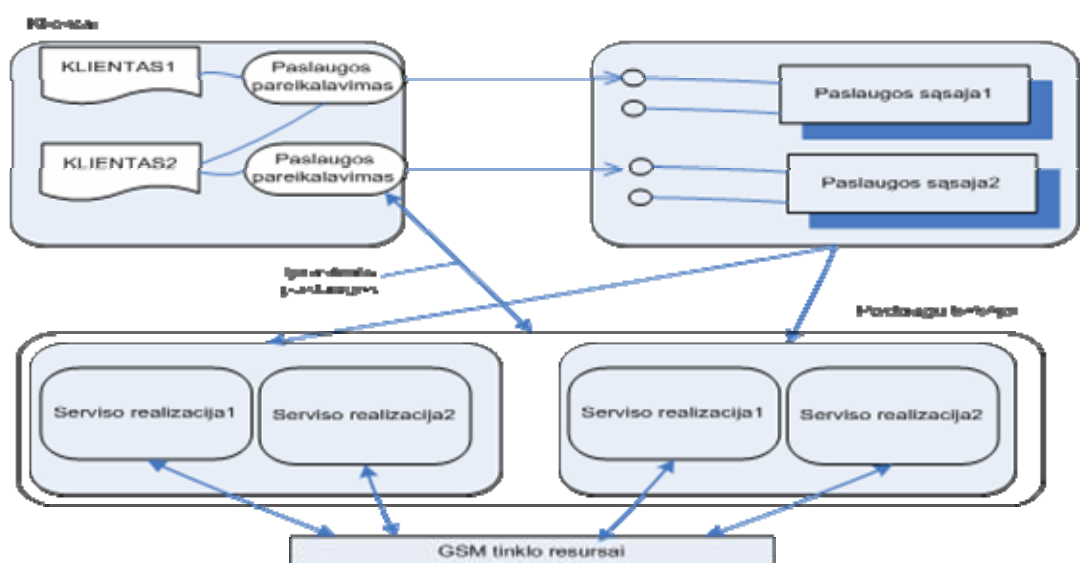 KLIENTAS1
Paslaugos
pareikalavimas
Paslaugos sąsaja1
KLIENTAS2
Paslaugos
pareikalavimas
Paslaugos sąsaja2
Serviso realizacija1
Serviso realizacija2
Serviso realizacija1
Serviso realizacija2
GSM tinklo resursai